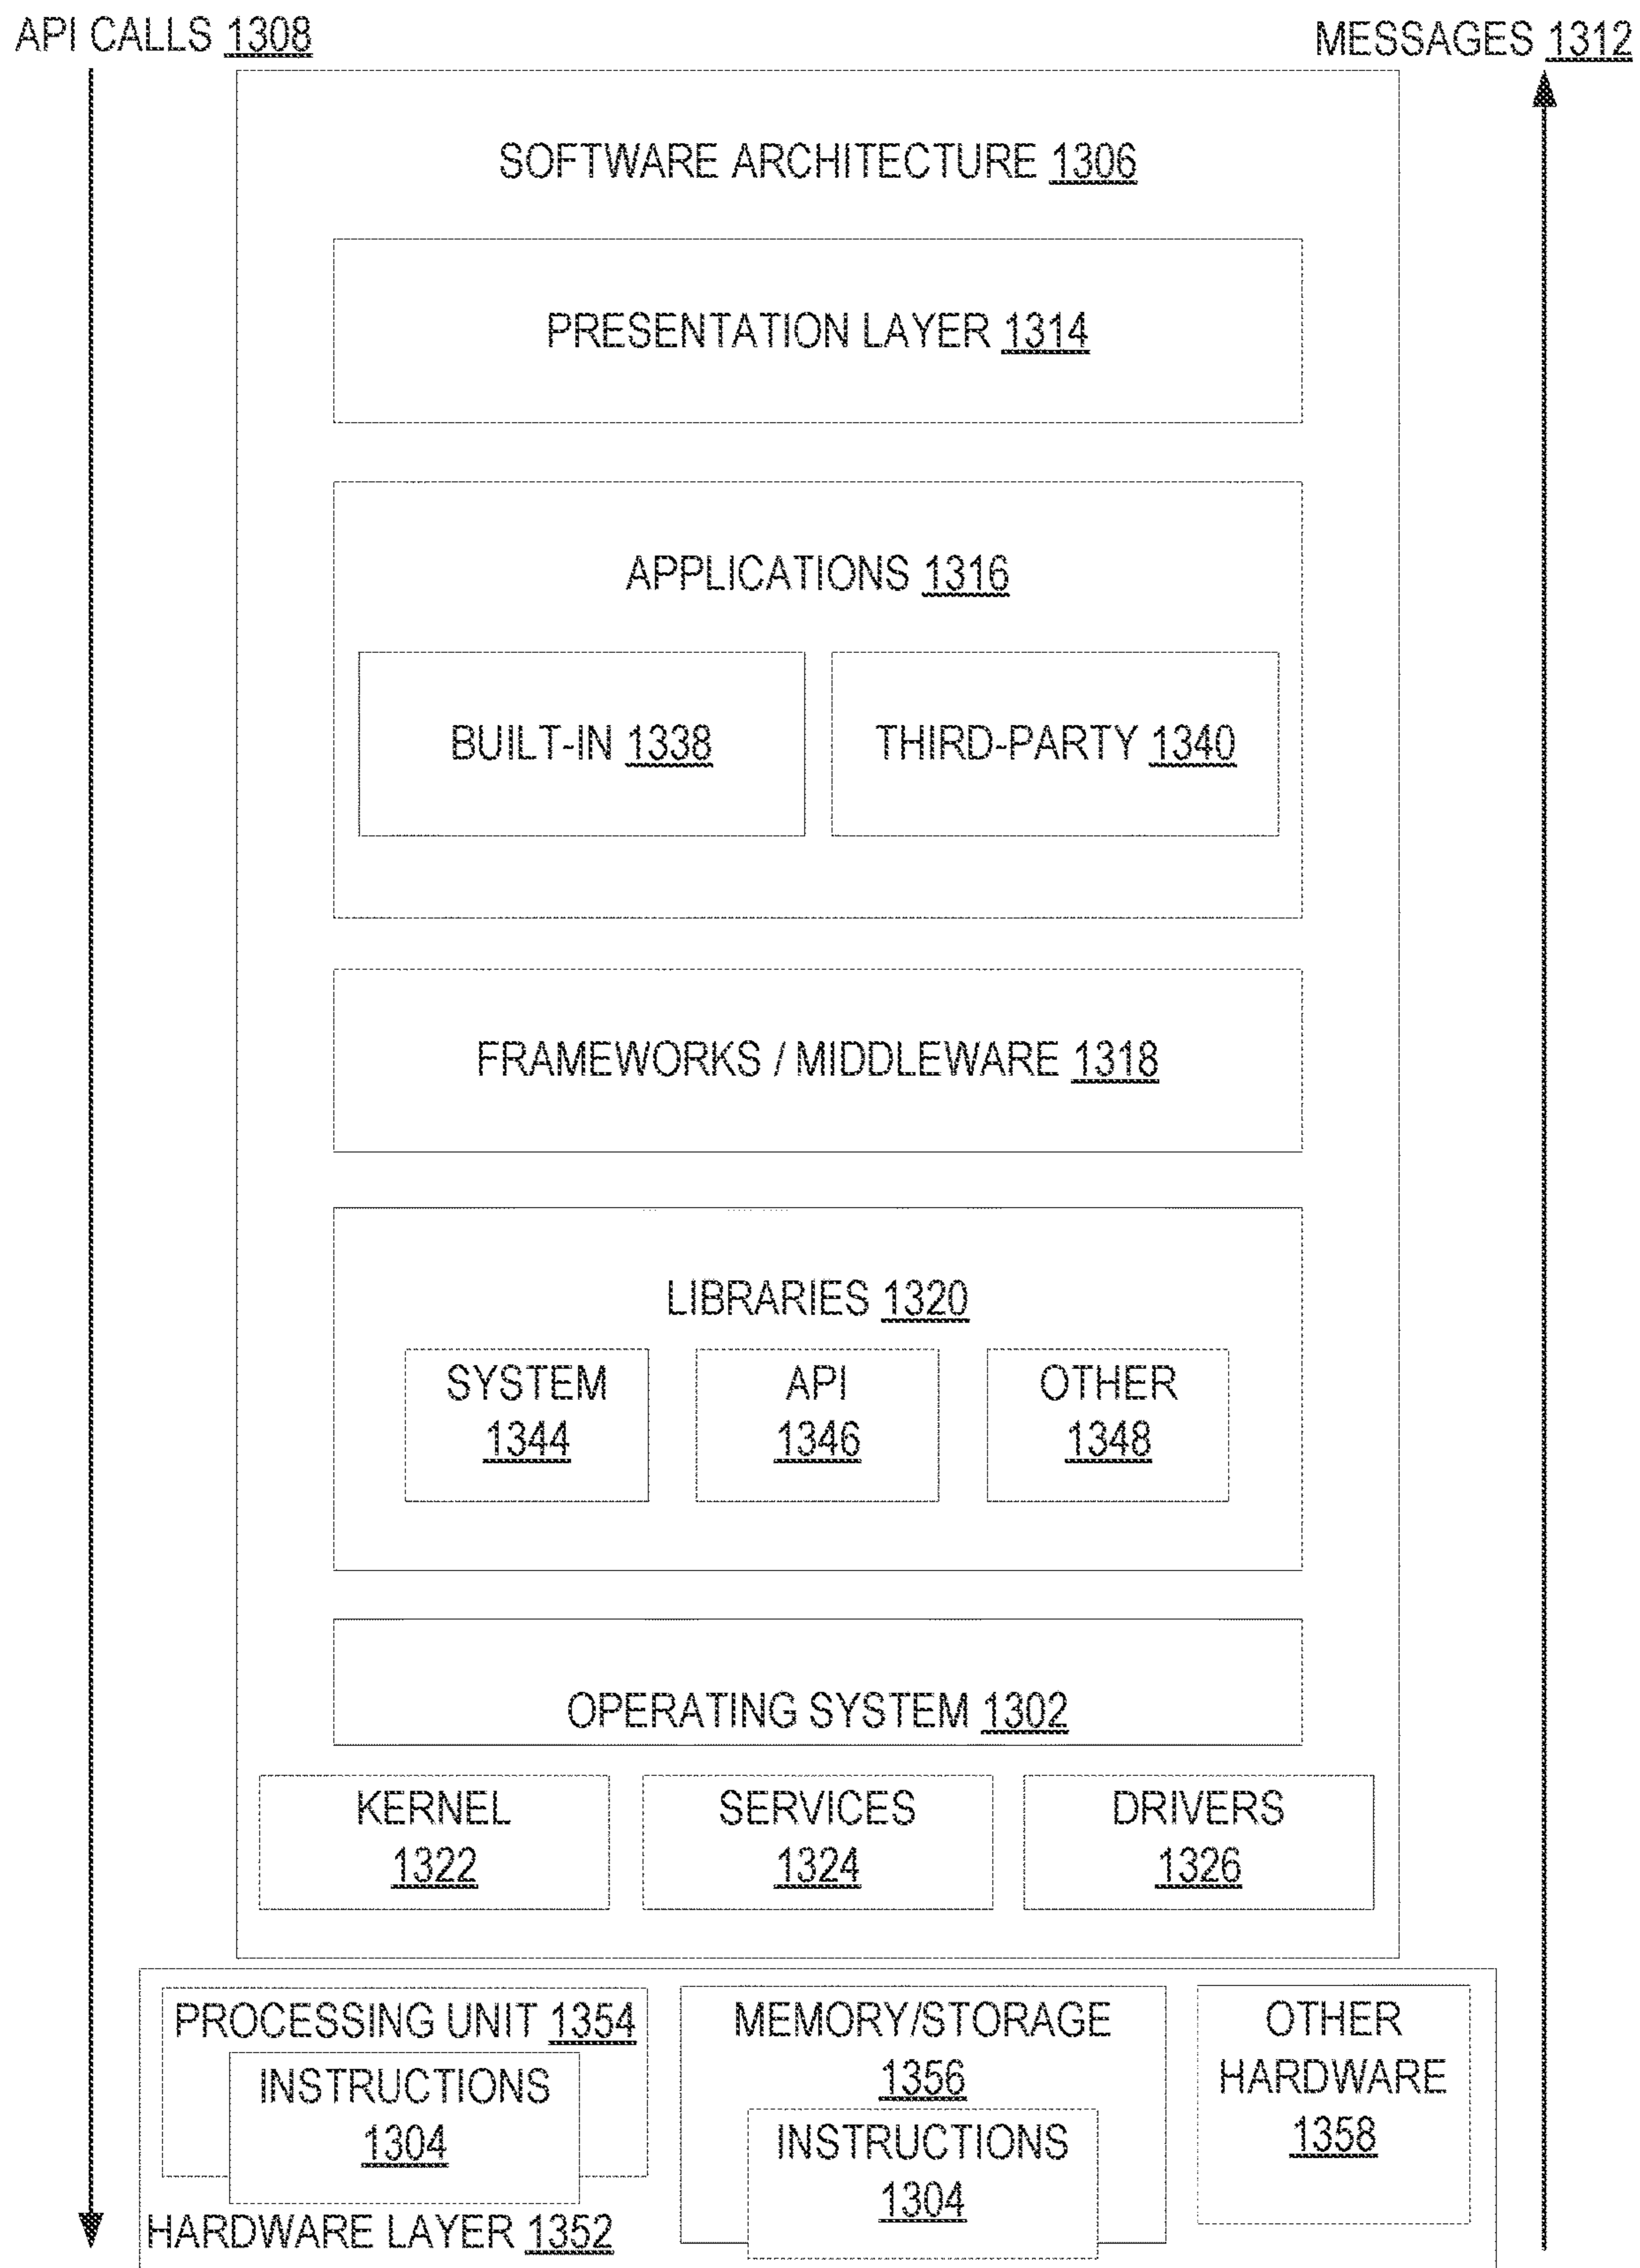 API CALLS 1308
MESSAGES 1312
SOFTWARE ARCHITECTURE 1306
PRESENTATION LAYER 1314
APPLICATIONS 1316
BUILT-IN 1338
THIRD-PARTY 1340
FRAMEWORKS / MIDDLEWARE 1318
LIBRARIES 1320
SYSTEM
1344
API
1346
OTHER
1348
OPERATING SYSTEM 1302
KERNEL
1322
SERVICES
1324
DRIVERS
1326
PROCESSING UNIT 1354
INSTRUCTIONS
1304
MEMORY/STORAGE
1356
INSTRUCTIONS
1304
OTHER
HARDWARE
1358
HARDWARE LAYER 1352